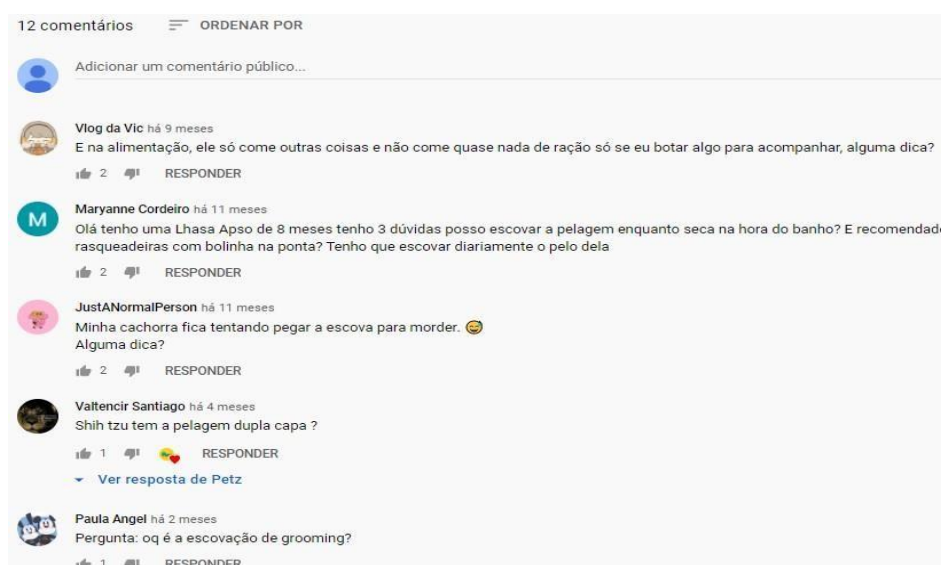 12 comentários ORDENAR POR
Adicionar um comentário público...
Vlog da Vic há 9 meses
E na alimentação, ele só come outras coisas e não come quase nada de ração só se eu botar algo para acompanhar, alguma dica?
2 RESPONDER
M
Maryanne Cordeiro há 11 meses
Olá tenho uma Lhasa Apso de 8 meses tenho 3 dúvidas posso escovar a pelagem enquanto seca na hora do banho? E recomendado
rasqueadeiras com bolinha na ponta? Tenho que escovar diariamente o pelo dela
2 RESPONDER
JustANormalPerson há 11 meses
Minha cachorra fica tentando pegar a escova para morder. 😅
Alguma dica?
2 RESPONDER
Valtencir Santiago há 4 meses
Shih tzu tem a pelagem dupla capa ?
1 RESPONDER
Ver resposta de Petz
Paula Angel há 2 meses
Pergunta: oq é a escovação de grooming?
1 RESPONDER